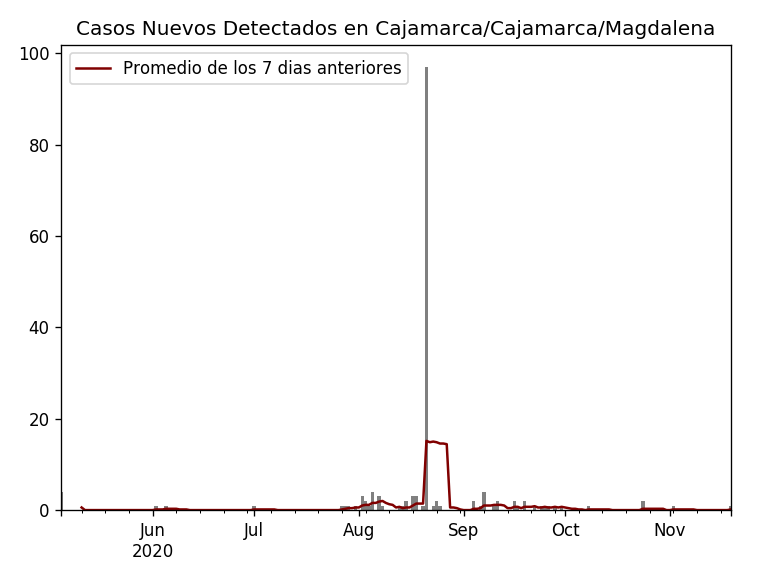 Casos Nuevos Detectados en Cajamarca/Cajamarca/Magdalena
Promedio de los 7 dias anteriores
100
80
60
40
20
0
Jun Jul Aug Sep Oct Nov
2020